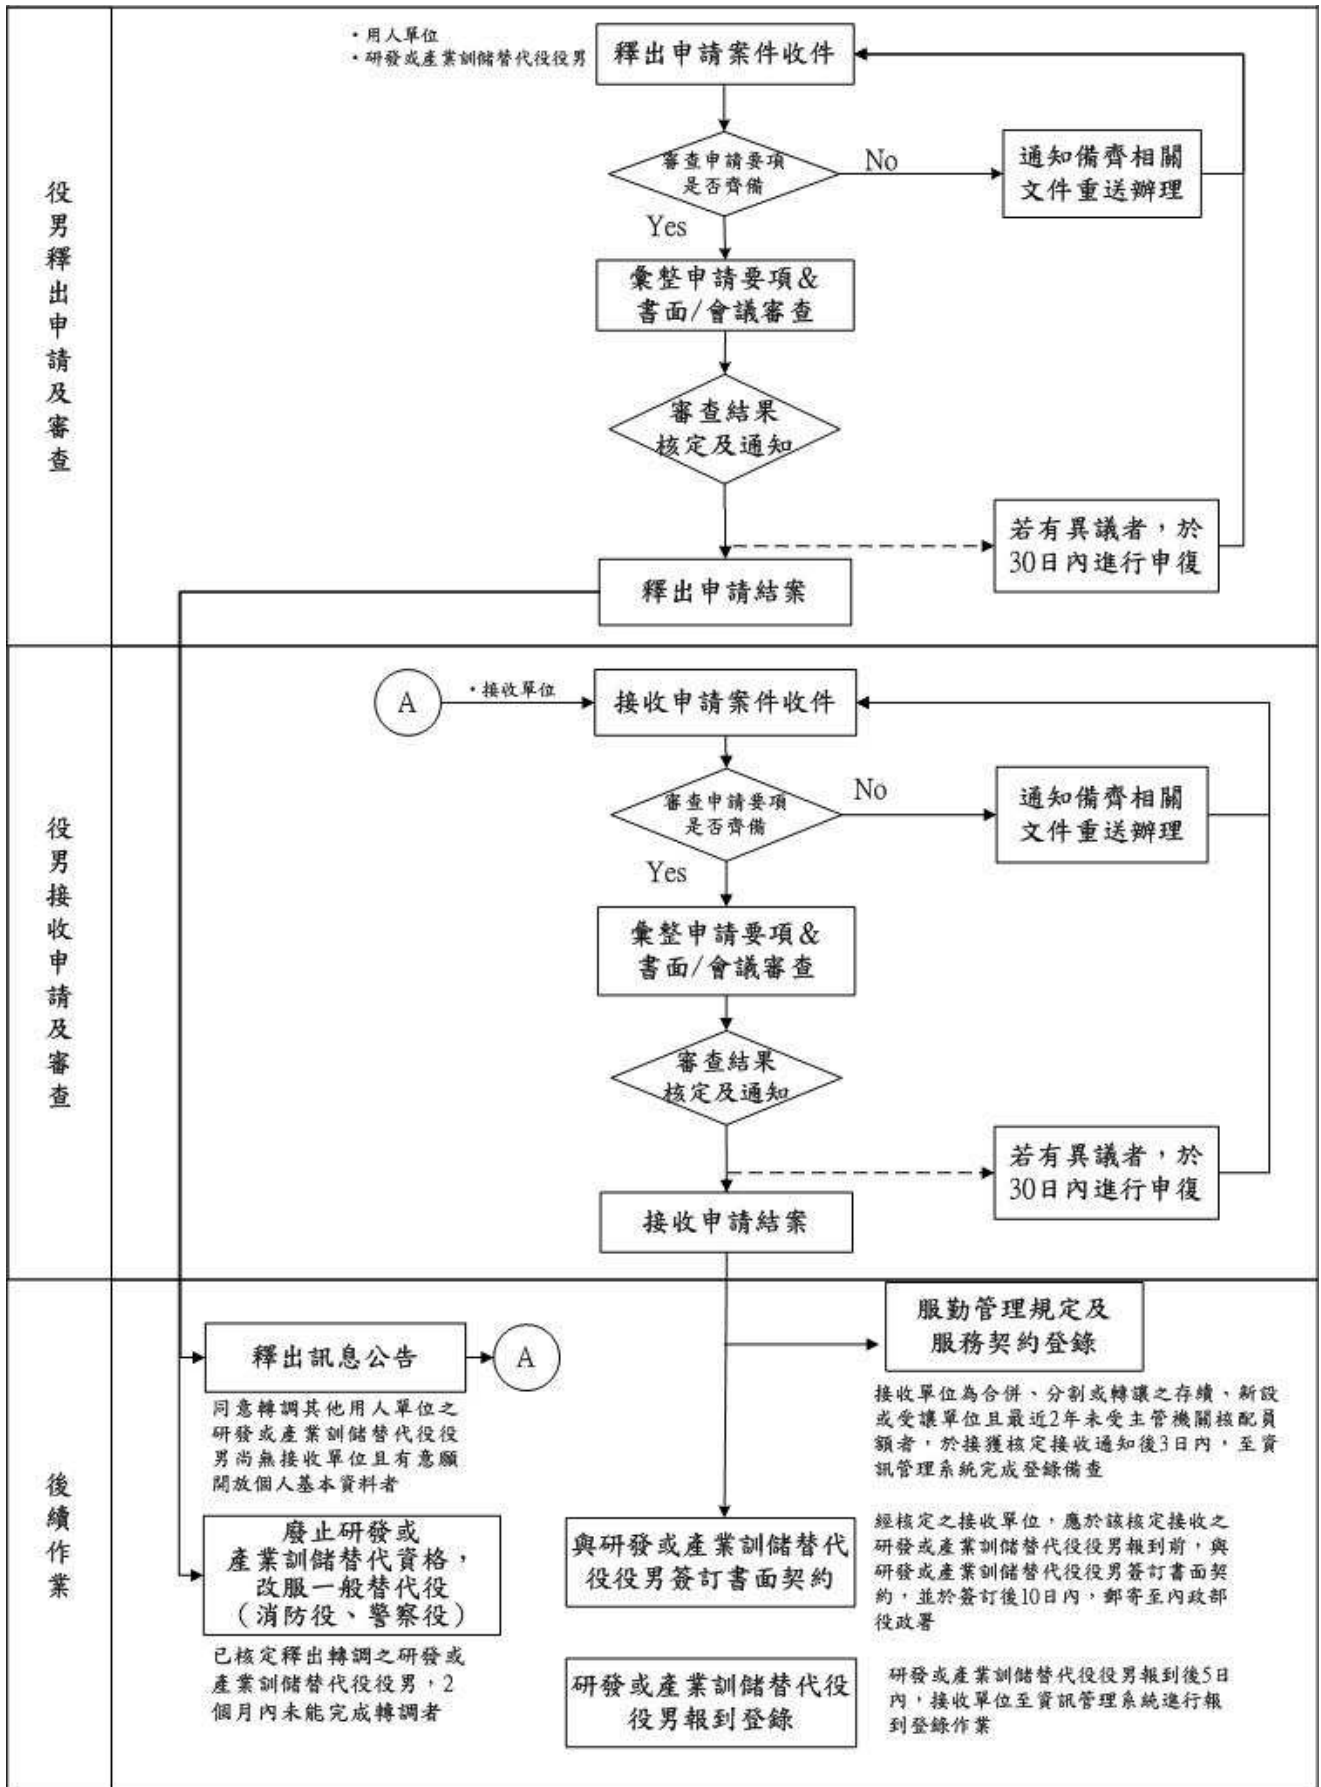 役男釋出申請及審查
・用人單位
・研發或產業訓儲替代役役男
釋出申請案件收件
審查申請要項
是否齊備
No
通知備齊相關
文件重送辦理
Yes
彙整申請要項&
書面/會議審查
審查結果
核定及通知
若有異議者，於
30日內進行申復
釋出申請結案
役男接收申請及審查
A
・接收單位
接收申請案件收件
審查申請要項
是否齊備
No
通知備齊相關
文件重送辦理
Yes
彙整申請要項&
書面/會議審查
審查結果
核定及通知
若有異議者，於
30日內進行申復
接收申請結案
後續作業
釋出訊息公告
A
同意轉調其他用人單位之
研發或產業訓儲替代役役
男尚無接收單位且有意願
開放個人基本資料者
廢止研發或
產業訓儲替代資格，
改服一般替代役
（消防役、警察役）
已核定釋出轉調之研發或
產業訓儲替代役役男，2
個月內未能完成轉調者
服勤管理規定及
服務契約登錄
接收單位為合併、分割或轉讓之存續、新設
或受讓單位且最近2年未受主管機關核配員
額者，於接獲核定接收通知後3日內，至資
訊管理系統完成登錄備查
與研發或產業訓儲替代
役役男簽訂書面契約
經核定之接收單位，應於該核定接收之
研發或產業訓儲替代役役男報到前，與
研發或產業訓儲替代役役男簽訂書面契
約，並於簽訂後10日內，郵寄至內政部
役政署
研發或產業訓儲替代役
役男報到登錄
研發或產業訓儲替代役役男報到後5日
內，接收單位至資訊管理系統進行報
到登錄作業